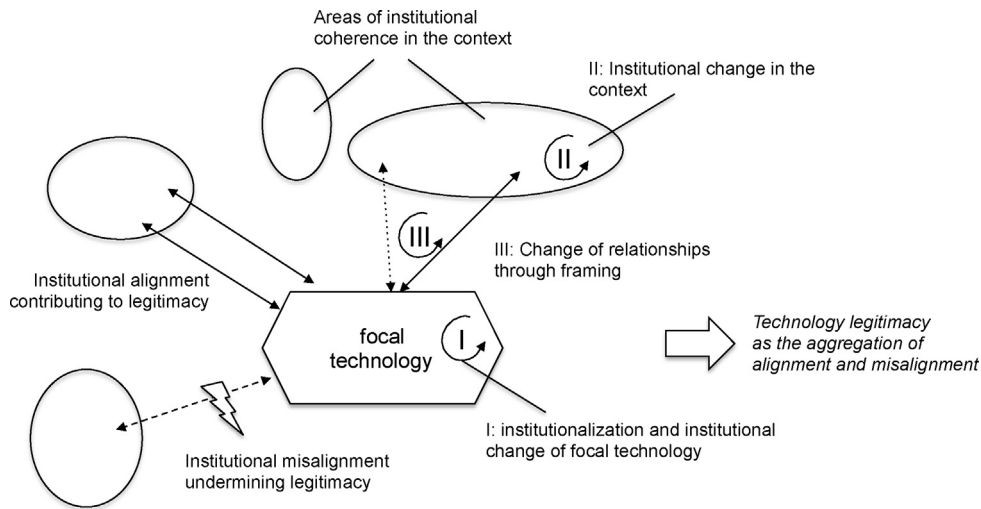 Areas of institutional
coherence in the context
II: Institutional change in the
context
II
III
III: Change of relationships
through framing
Institutional alignment
contributing to legitimacy
focal
technology
I
Technology legitimacy
as the aggregation of
alignment and misalignment
I: institutionalization and institutional
change of focal technology
Institutional misalignment
undermining legitimacy